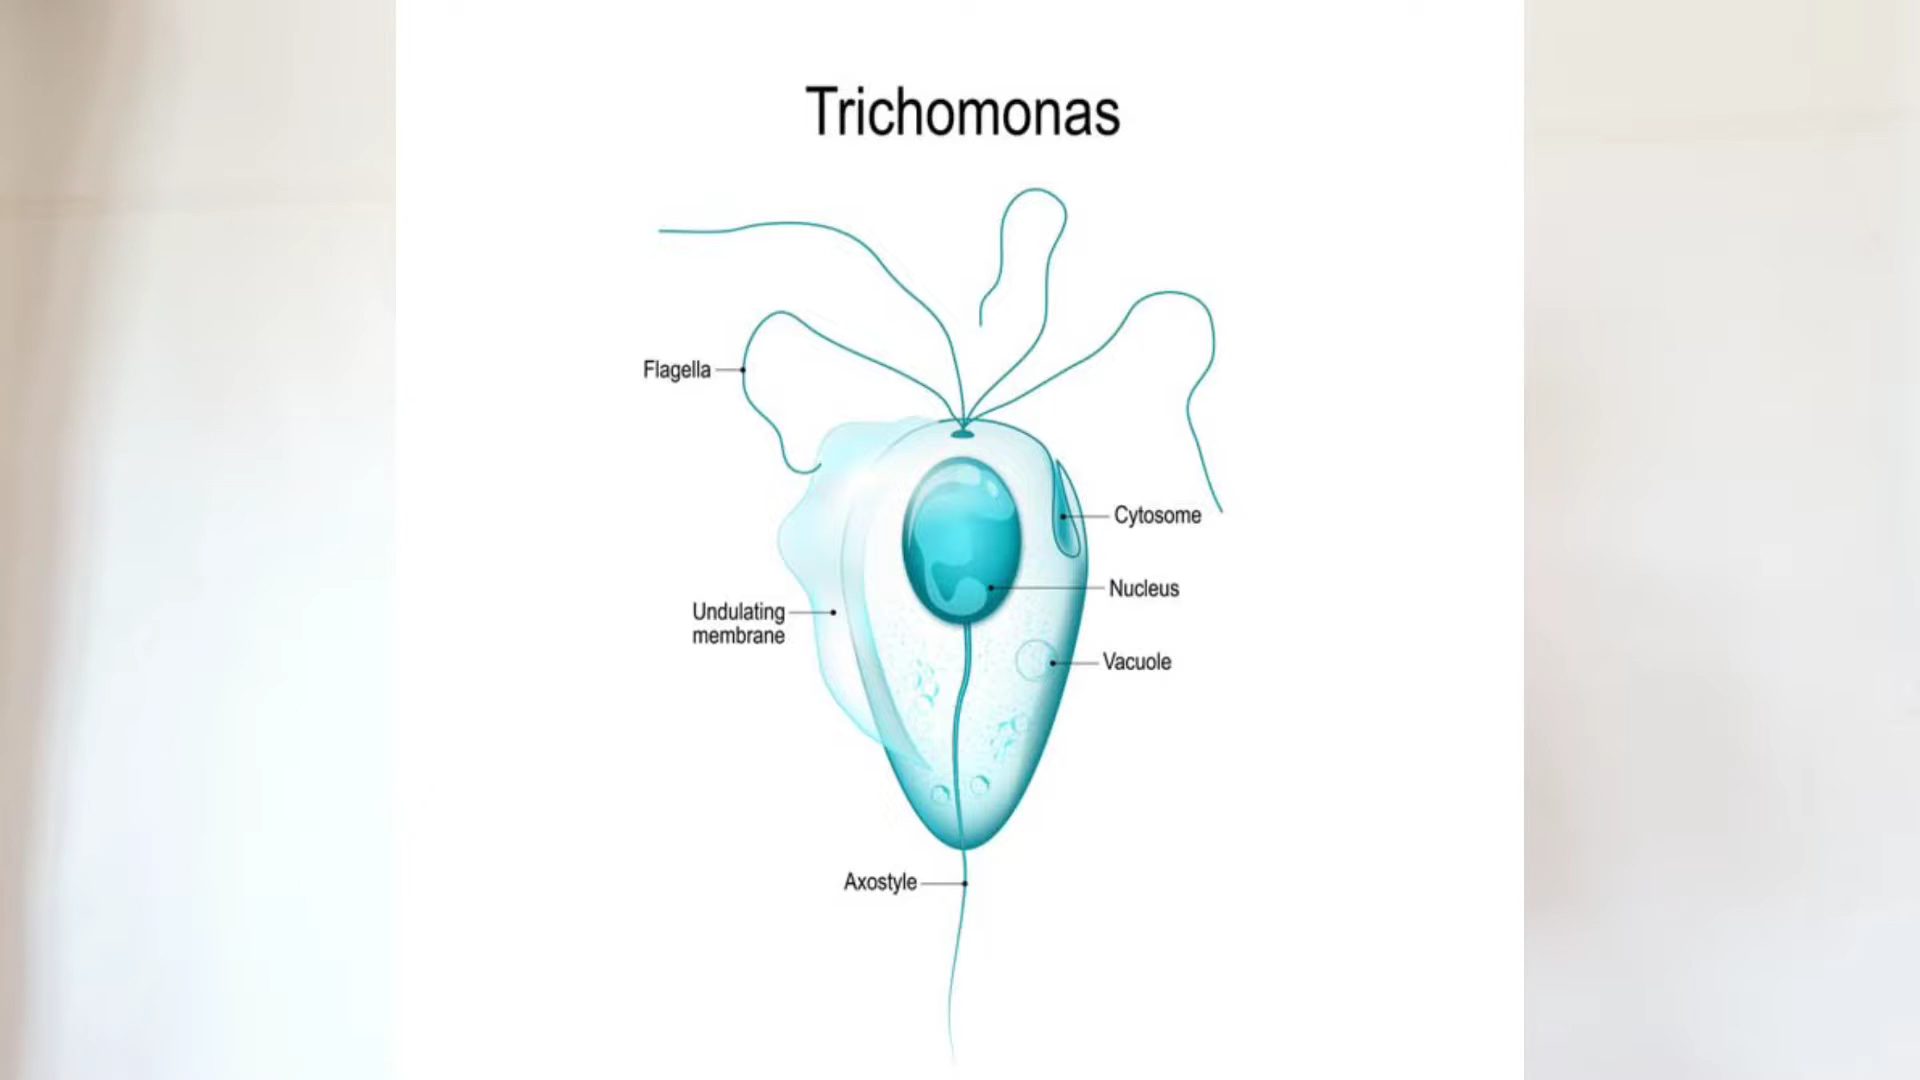 Trichomonas
Flagella
Cytosome
Nucleus
Undulating
membrane
Vacuole
Axostyle